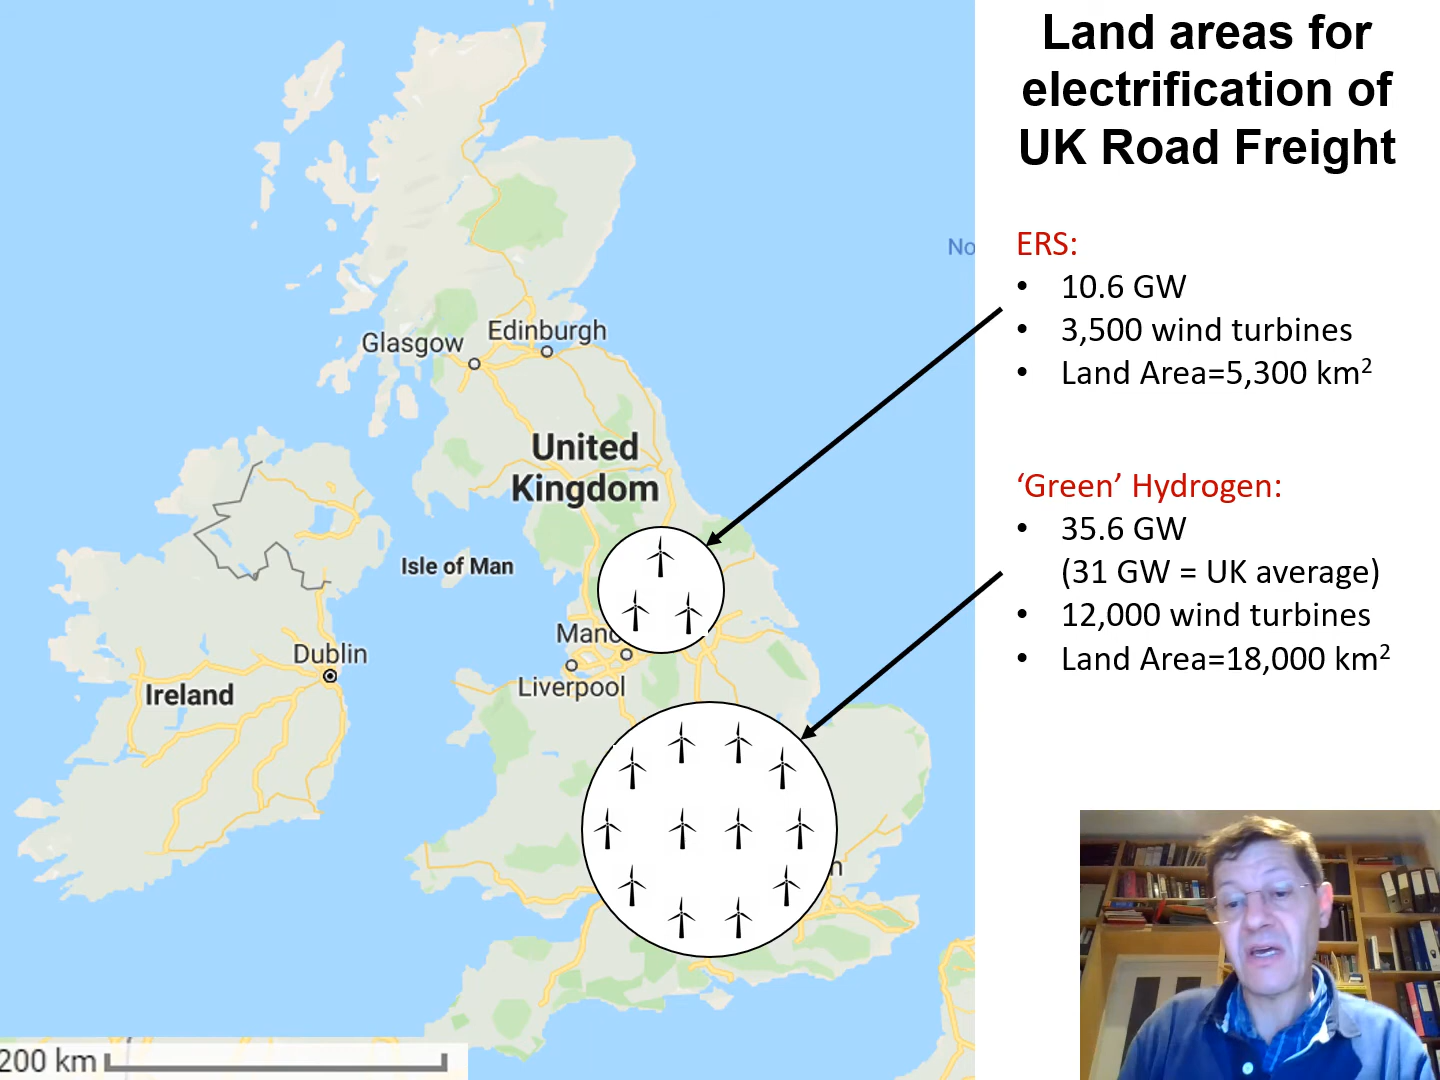 Land areas for
electrification of
UK Road Freight
ERS:
• 10.6 GW
• 3,500 wind turbines
• Land Area=5,300 km²
‘Green’ Hydrogen:
• 35.6 GW
(31 GW = UK average)
• 12,000 wind turbines
• Land Area=18,000 km²
No
Glasgow
Edinburgh
United
Kingdom
Isle of Man
Manc
Dublin
Liverpool
Ireland
n
200 km